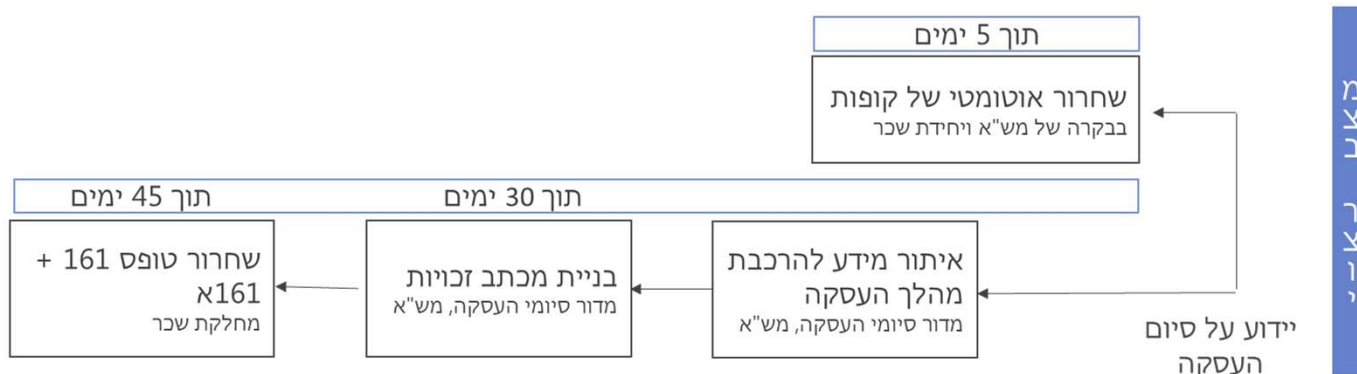 מצב רצוי
יידוע על סיום
העסקה
תוך 5 ימים
שחרור אוטומטי של קופות
בבקרה של מש"א ויחידת שכר
תוך 30 ימים
תוך 45 ימים
איתור מידע להרכבת
מהלך העסקה
מדור סיומי העסקה, מש"א
בניית מכתב זכויות
מדור סיומי העסקה, מש"א
שחרור טופס 161 +
161א
מחלקת שכר